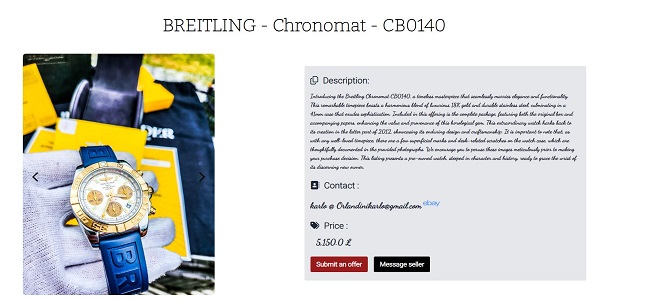 BREITLING - Chronomat - CB0140
Description:
Introducing the Breitling Chronomat CB0140, a timeless masterpiece that seamlessly marries elegance and functionality.
This remarkable timepiece boasts a harmonious blend of luxurious 18K gold and durable stainless steel, culminating in a
41mm case that exudes sophistication. Included in this offering is the complete package, featuring both the original box and
accompanying papers, enhancing the value and provenance of this horological gem. This extraordinary watch harks back to
its creation in the latter part of 2012, showcasing its enduring design and craftsmanship. It is important to note that, as
with any well-loved timepiece, there are a few superficial marks and desk-related scratches on the watch case, which are
thoughtfully documented in the provided photographs. We encourage you to peruse these images meticulously prior to making
your purchase decision. This listing presents a pre-owned watch, steeped in character and history, ready to grace the wrist of
its discerning new owner.
Contact :
karlo @ Orlandinikarlo@gmail.com ebay
Price :
5,150.0 £
Submit an offer Message seller